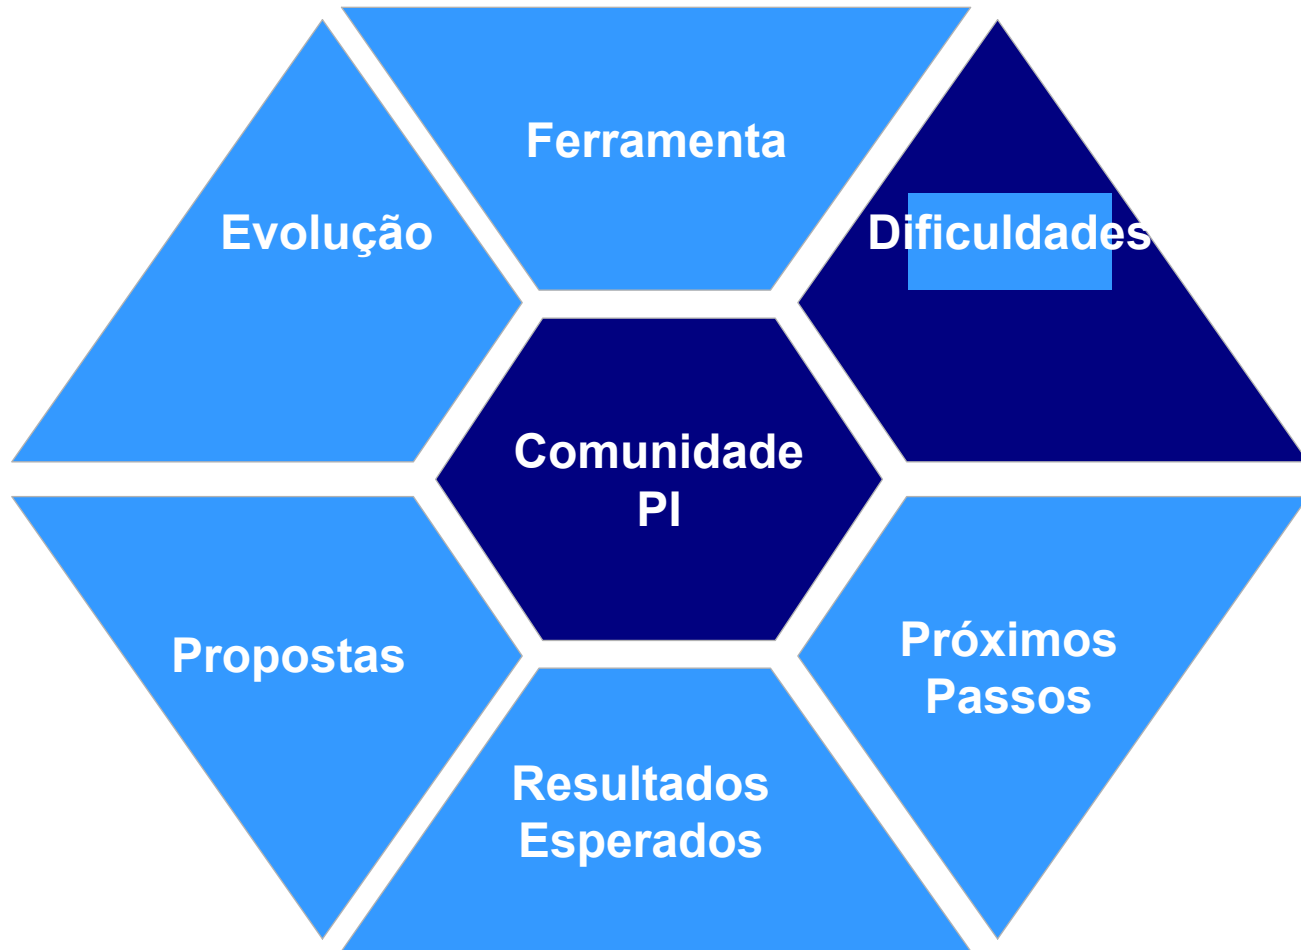 Ferramenta
Evolução
Dificuldades
Comunidade
PI
Propostas
Próximos
Passos
Resultados
Esperados